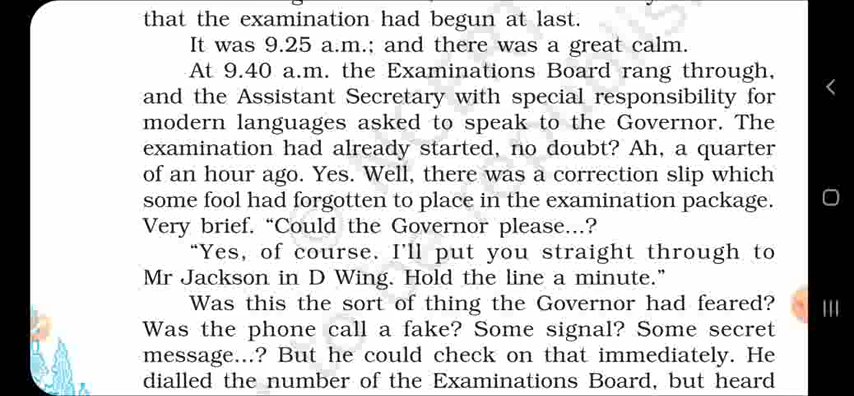 that the examination had begun at last.
It was 9.25 a.m.; and there was a great calm.
At 9.40 a.m. the Examinations Board rang through,
and the Assistant Secretary with special responsibility for
modern languages asked to speak to the Governor. The
examination had already started, no doubt? Ah, a quarter
of an hour ago. Yes. Well, there was a correction slip which
some fool had forgotten to place in the examination package.
Very brief. “Could the Governor please...?
“Yes, of course. I’ll put you straight through to
Mr Jackson in D Wing. Hold the line a minute.”
Was this the sort of thing the Governor had feared?
Was the phone call a fake? Some signal? Some secret
message...? But he could check on that immediately. He
dialled the number of the Examinations Board, but heard